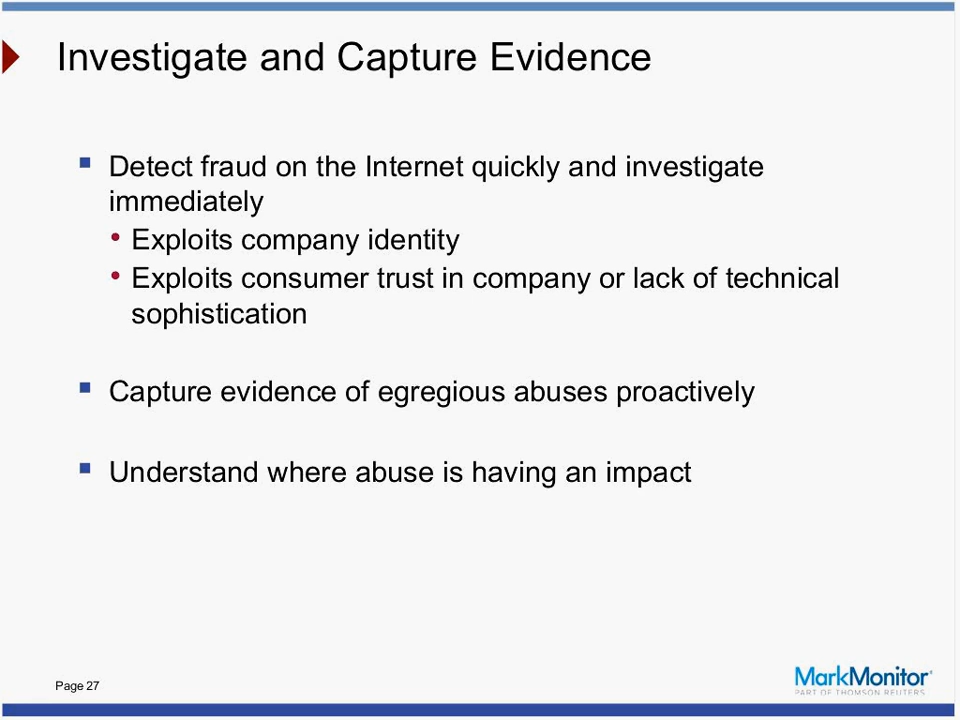 Investigate and Capture Evidence
Detect fraud on the Internet quickly and investigate
immediately
Exploits company identity
Exploits consumer trust in company or lack of technical
sophistication
Capture evidence of egregious abuses proactively
Understand where abuse is having an impact
Page 27
MarkMonitor
PART OF THOMSON REUTERS